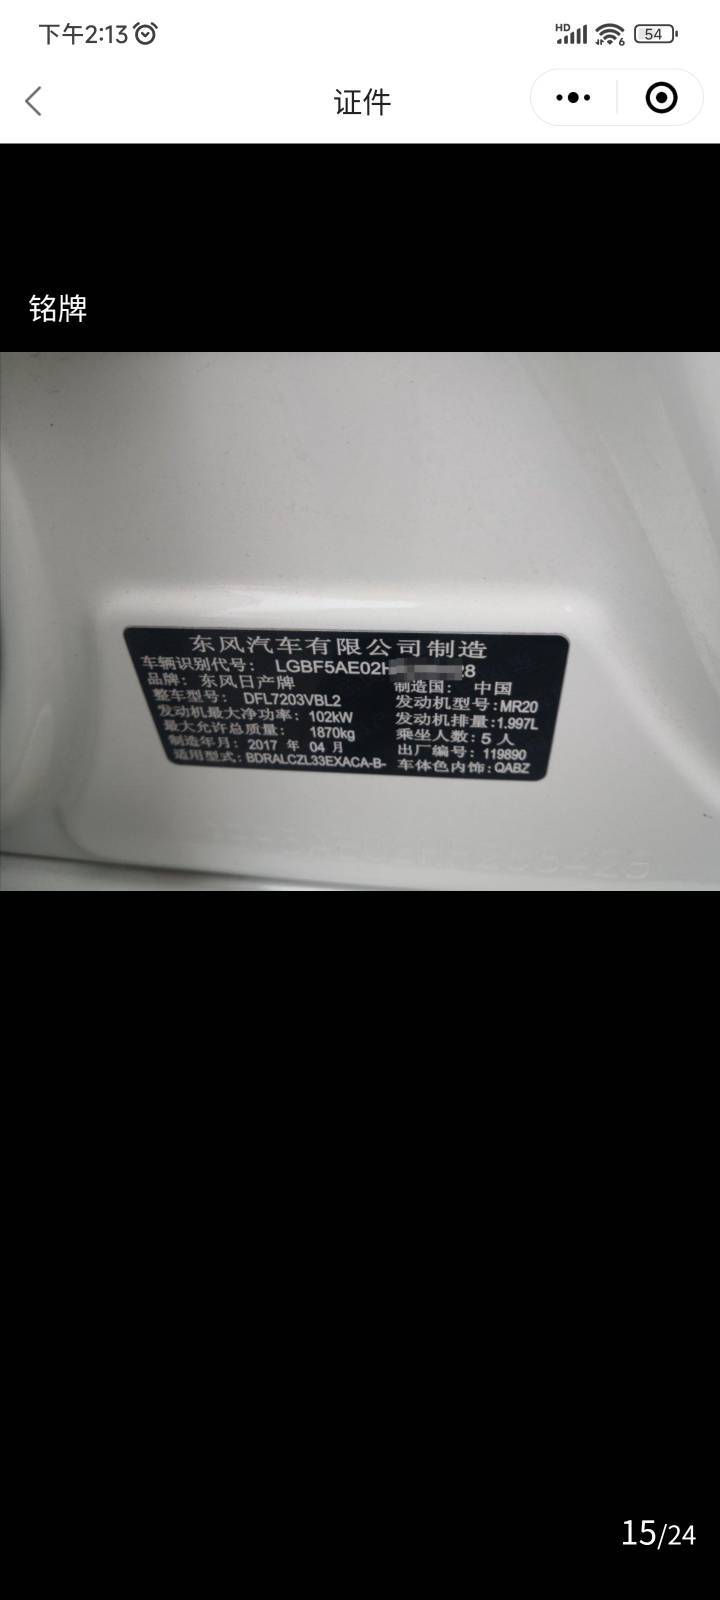 下午2:13
HD
6
54
证件
铭牌
东风汽车有限公司制造
车辆识别代号： LGBF5AE02H 28
品牌：东风日产牌 制造国： 中国
整车型号： DFL7203VBL2 发动机型号：MR20
发动机最大净功率：102kW 发动机排量：1.997L
最大允许总质量： 1870kg 乘坐人数：5 人
制造年月：2017 年 04 月 出厂编号：119890
适用型式：BDRALCZL33EXACA-B- 车体色内饰：QABZ
15/24